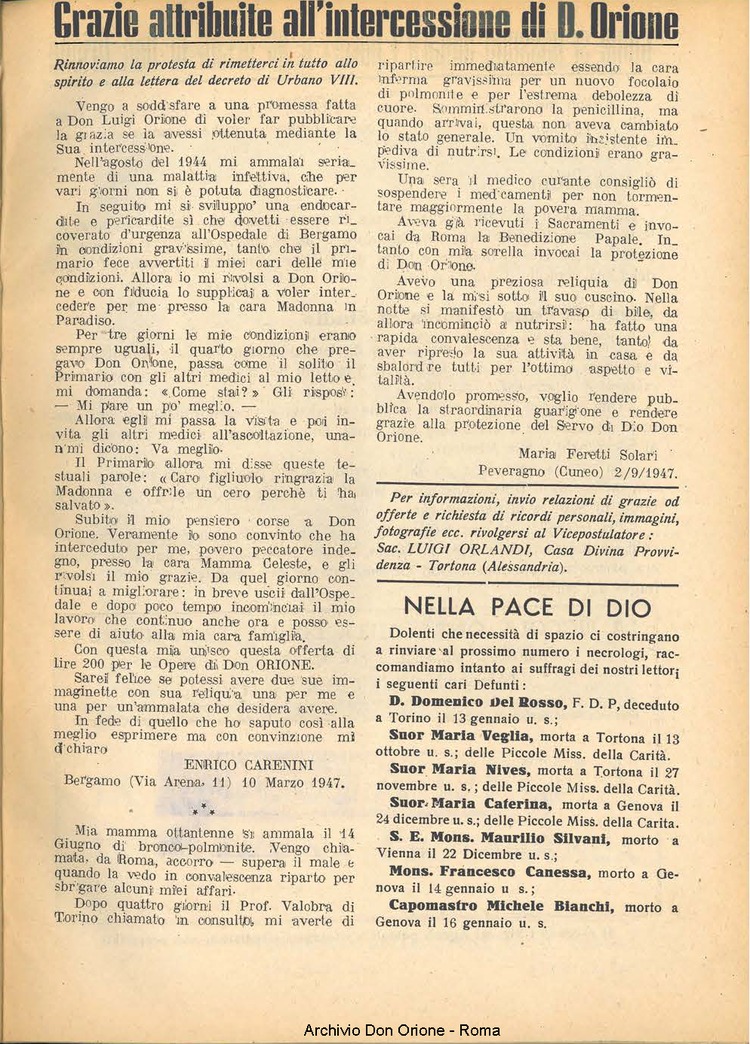 Grazie attribuite all'intercessione di D. Orione
Rinnoviamo la protesta di rimetterci in tutto allo
spirito e alla lettera del decreto di Urbano VIII.
Vengo a soddisfare a una promessa fatta
a Don Luigi Orione di voler far pubblicare
la grazia se la avessi ottenuta mediante la
Sua intercessione.
Nell'agosto del 1944 mi ammalai seria-
mente di una malattia infettiva, che per
vari giorni non si è potuta diagnosticare.
In seguito mi si sviluppo' una endocar-
dite e pericardite sì che dovetti essere ri-
coverato d'urgenza all'Ospedale di Bergamo
in condizioni gravissime, tanto che il pri-
mario fece avvertiti i miei cari delle mie
condizioni. Allora io mi rivolsi a Don Orio-
ne e con fiducia lo supplicai a voler inter-
cedere per me presso la cara Madonna in
Paradiso.
Per tre giorni le mie condizioni erano
sempre uguali, il quarto giorno che pre-
gavo Don Orione, passa come il solito il
Primario con gli altri medici al mio letto e
mi domanda: « Come stai? » Gli risposi:
— Mi pare un po' meglio. —
Allora egli mi passa la visita e poi in-
vita gli altri medici all'ascoltazione, una-
nimi dicono: Va meglio.
Il Primario allora mi disse queste te-
stuali parole: « Caro figliuolo ringrazia la
Madonna e offrile un cero perchè ti ha
salvato ».
Subito il mio pensiero corse a Don
Orione. Veramente io sono convinto che ha
interceduto per me, povero peccatore inde-
gno, presso la cara Mamma Celeste, e gli
rivolsi il mio grazie. Da quel giorno con-
tinuai a migliorare: in breve uscii dall'Ospe-
dale e dopo poco tempo incominciai il mio
lavoro che continuo anche ora e posso es-
sere di aiuto alla mia cara famiglia.
Con questa mia unisco questa offerta di
lire 200 per le Opere di Don ORIONE.
Sarei felice se potessi avere due sue im-
maginette con sua reliquia una per me e
una per un'ammalata che desidera avere.
In fede di quello che ho saputo così alla
meglio esprimere ma con convinzione mi
dichiaro
ENRICO CARENINI
Bergamo (Via Arena, 11) 10 Marzo 1947.
***
Mia mamma ottantenne si ammala il 14
Giugno di bronco-polmonite. Vengo chia-
mata, da Roma, accorro — supera il male e
quando la vedo in convalescenza riparto per
sbrigare alcuni miei affari.
Dopo quattro giorni il Prof. Valobra di
Torino chiamato in consulto, mi averte di
ripartire immediatamente essendo la cara
inferma gravissima per un nuovo focolaio
di polmonite e per l'estrema debolezza di
cuore. Somministrarono la penicillina, ma
quando arrivai, questa non aveva cambiato
lo stato generale. Un vomito insistente im-
pediva di nutrirsi. Le condizioni erano gra-
vissime.
Una sera il medico curante consigliò di
sospendere i medicamenti per non tormen-
tare maggiormente la povera mamma.
Aveva già ricevuti i Sacramenti e invo-
cai da Roma la Benedizione Papale. In-
tanto con mia sorella invocai la protezione
di Don Orione.
Avevo una preziosa reliquia di Don
Orione e la misi sotto il suo cuscino. Nella
notte si manifestò un travaso di bile, da
allora incominciò a nutrirsi: ha fatto una
rapida convalescenza e sta bene, tanto da
aver ripreso la sua attività in casa e da
sbalordire tutti per l'ottimo aspetto e vi-
talità.
Avendolo promesso, voglio rendere pub-
blica la straordinaria guarigione e rendere
grazie alla protezione del Servo di Dio Don
Orione.
Maria Feretti Solari
Peveragno (Cuneo) 2/9/1947.
Per informazioni, invio relazioni di grazie od
offerte e richiesta di ricordi personali, immagini,
fotografie ecc. rivolgersi al Vicepostulatore:
Sac. LUIGI ORLANDI, Casa Divina Provvi-
denza - Tortona (Alessandria).
NELLA PACE DI DIO
Dolenti che necessità di spazio ci costringano
a rinviare al prossimo numero i necrologi, rac-
comandiamo intanto ai suffragi dei nostri lettori
i seguenti cari Defunti:
D. Domenico Del Rosso, F. D. P, deceduto
a Torino il 13 gennaio u. s.;
Suor Maria Veglia, morta a Tortona il 13
ottobre u. s.; delle Piccole Miss. della Carità.
Suor Maria Nives, morta a Tortona il 27
novembre u. s.; delle Piccole Miss. della Carità.
Suor Maria Caterina, morta a Genova il
24 dicembre u. s.; delle Piccole Miss. della Carita.
S. E. Mons. Maurilio Silvani, morto a
Vienna il 22 Dicembre u. s.;
Mons. Francesco Canessa, morto a Ge-
nova il 14 gennaio u s.;
Capomastro Michele Bianchi, morto a
Genova il 16 gennaio u. s.
Archivio Don Orione - Roma